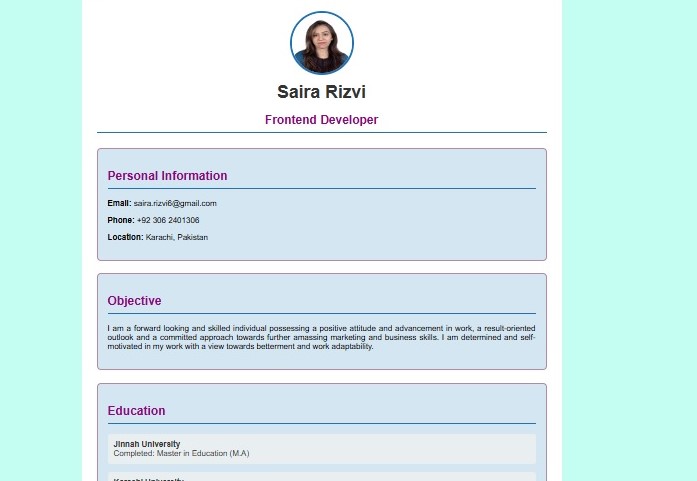 Saira Rizvi
Frontend Developer
Personal Information
Email: saira.rizvi6@gmail.com
Phone: +92 306 2401306
Location: Karachi, Pakistan
Objective
I am a forward looking and skilled individual possessing a positive attitude and advancement in work, a result-oriented
outlook and a committed approach towards further amassing marketing and business skills. I am determined and self-
motivated in my work with a view towards betterment and work adaptability.
Education
Jinnah University
Completed: Master in Education (M.A)
Karachi University